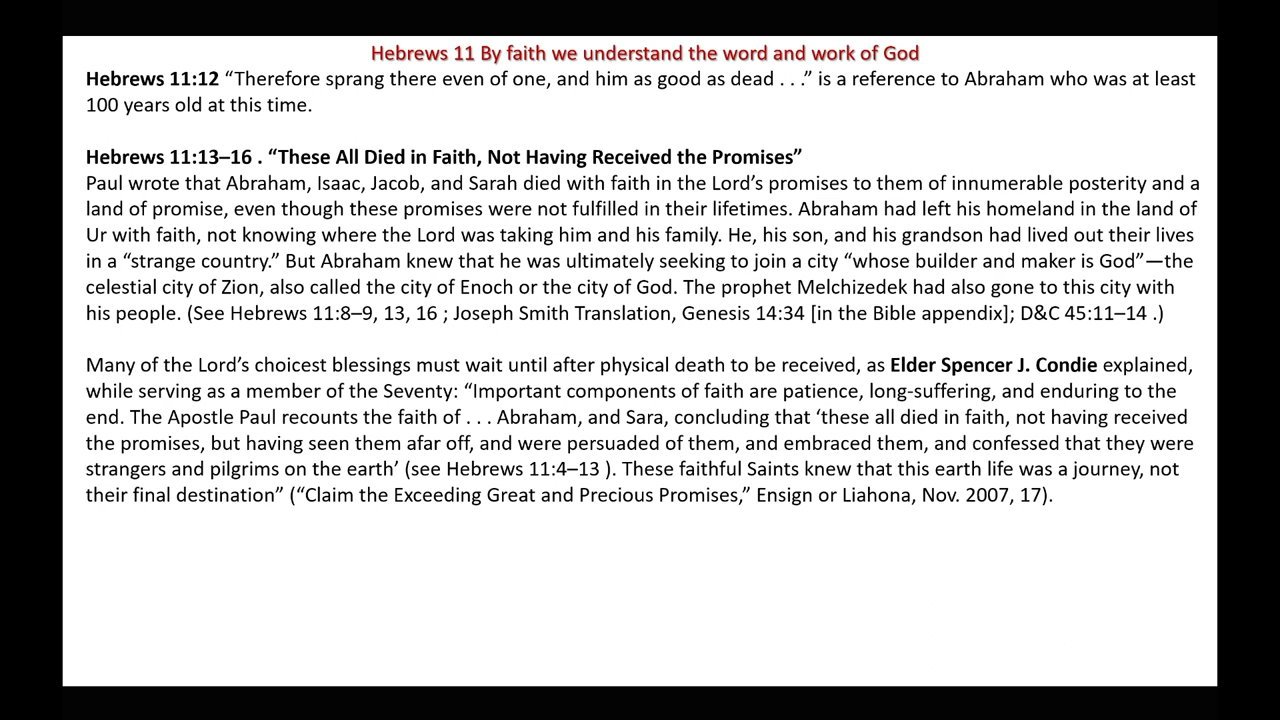 Hebrews 11 By faith we understand the word and work of God
Hebrews 11:12 “Therefore sprang there even of one, and him as good as dead . . .” is a reference to Abraham who was at least
100 years old at this time.
Hebrews 11:13–16 . “These All Died in Faith, Not Having Received the Promises”
Paul wrote that Abraham, Isaac, Jacob, and Sarah died with faith in the Lord’s promises to them of innumerable posterity and a
land of promise, even though these promises were not fulfilled in their lifetimes. Abraham had left his homeland in the land of
Ur with faith, not knowing where the Lord was taking him and his family. He, his son, and his grandson had lived out their lives
in a “strange country.” But Abraham knew that he was ultimately seeking to join a city “whose builder and maker is God”—the
celestial city of Zion, also called the city of Enoch or the city of God. The prophet Melchizedek had also gone to this city with
his people. (See Hebrews 11:8–9, 13, 16 ; Joseph Smith Translation, Genesis 14:34 [in the Bible appendix]; D&C 45:11–14 .)
Many of the Lord’s choicest blessings must wait until after physical death to be received, as Elder Spencer J. Condie explained,
while serving as a member of the Seventy: “Important components of faith are patience, long-suffering, and enduring to the
end. The Apostle Paul recounts the faith of . . . Abraham, and Sara, concluding that ‘these all died in faith, not having received
the promises, but having seen them afar off, and were persuaded of them, and embraced them, and confessed that they were
strangers and pilgrims on the earth’ (see Hebrews 11:4–13 ). These faithful Saints knew that this earth life was a journey, not
their final destination” (“Claim the Exceeding Great and Precious Promises,” Ensign or Liahona, Nov. 2007, 17).